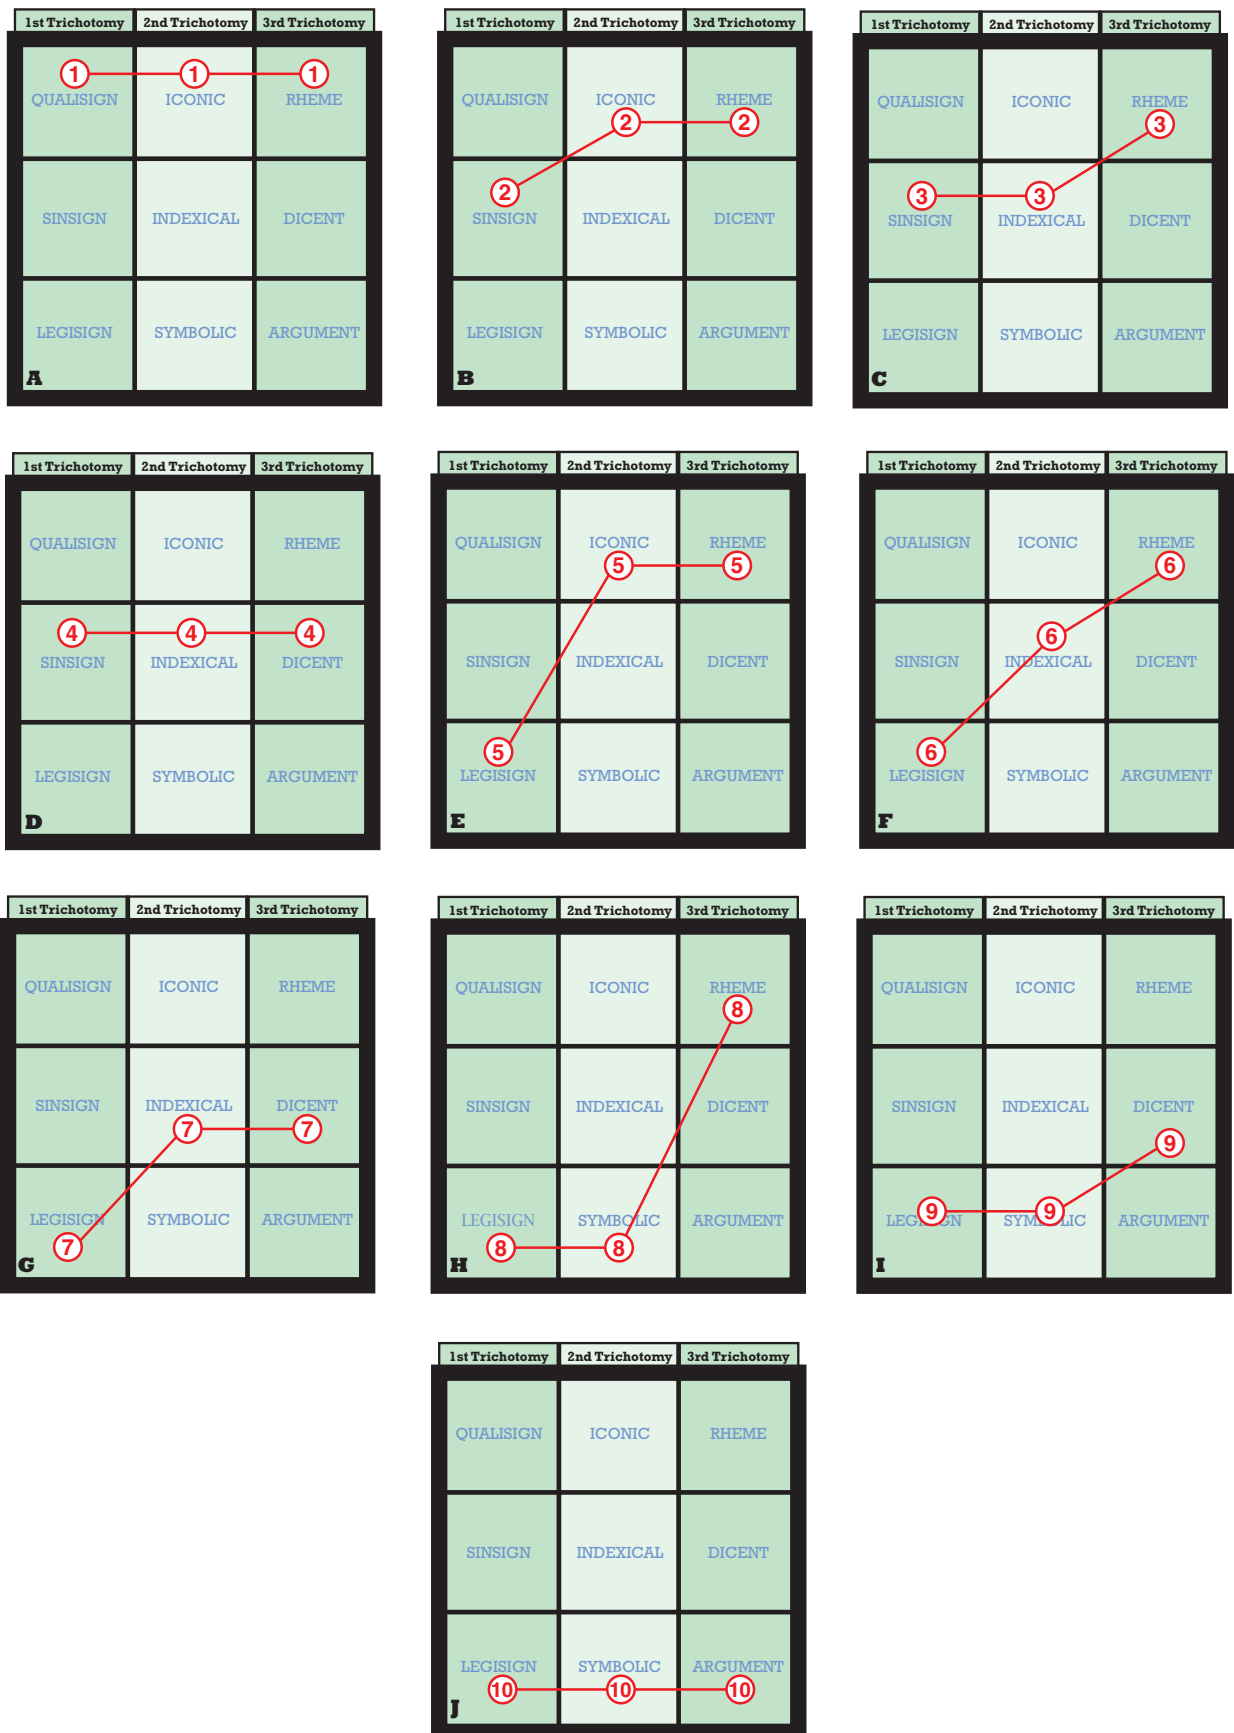 1st Trichotomy 2nd Trichotomy 3rd Trichotomy
1 1 1
QUALISIGN ICONIC RHEME
SINSIGN INDEXICAL DICENT
LEGISIGN SYMBOLIC ARGUMENT
A
1st Trichotomy 2nd Trichotomy 3rd Trichotomy
QUALISIGN ICONIC RHEME
2 2
2
SINSIGN INDEXICAL DICENT
LEGISIGN SYMBOLIC ARGUMENT
B
1st Trichotomy 2nd Trichotomy 3rd Trichotomy
QUALISIGN ICONIC RHEME
3
3 3
SINSIGN INDEXICAL DICENT
LEGISIGN SYMBOLIC ARGUMENT
C
1st Trichotomy 2nd Trichotomy 3rd Trichotomy
QUALISIGN ICONIC RHEME
4 4 4
SINSIGN INDEXICAL DICENT
LEGISIGN SYMBOLIC ARGUMENT
D
1st Trichotomy 2nd Trichotomy 3rd Trichotomy
QUALISIGN ICONIC RHEME
5 5
SINSIGN INDEXICAL DICENT
5
LEGISIGN SYMBOLIC ARGUMENT
E
1st Trichotomy 2nd Trichotomy 3rd Trichotomy
QUALISIGN ICONIC RHEME
6
6
SINSIGN INDEXICAL DICENT
6
LEGISIGN SYMBOLIC ARGUMENT
F
1st Trichotomy 2nd Trichotomy 3rd Trichotomy
QUALISIGN ICONIC RHEME
SINSIGN INDEXICAL DICENT
7 7
LEGISIGN SYMBOLIC ARGUMENT
7
G
1st Trichotomy 2nd Trichotomy 3rd Trichotomy
QUALISIGN ICONIC RHEME
8
SINSIGN INDEXICAL DICENT
LEGISIGN SYMBOLIC ARGUMENT
8 8
H
1st Trichotomy 2nd Trichotomy 3rd Trichotomy
QUALISIGN ICONIC RHEME
SINSIGN INDEXICAL DICENT
9
9 9
LEGISIGN SYMBOLIC ARGUMENT
I
1st Trichotomy 2nd Trichotomy 3rd Trichotomy
QUALISIGN ICONIC RHEME
SINSIGN INDEXICAL DICENT
LEGISIGN SYMBOLIC ARGUMENT
10 10 10
J